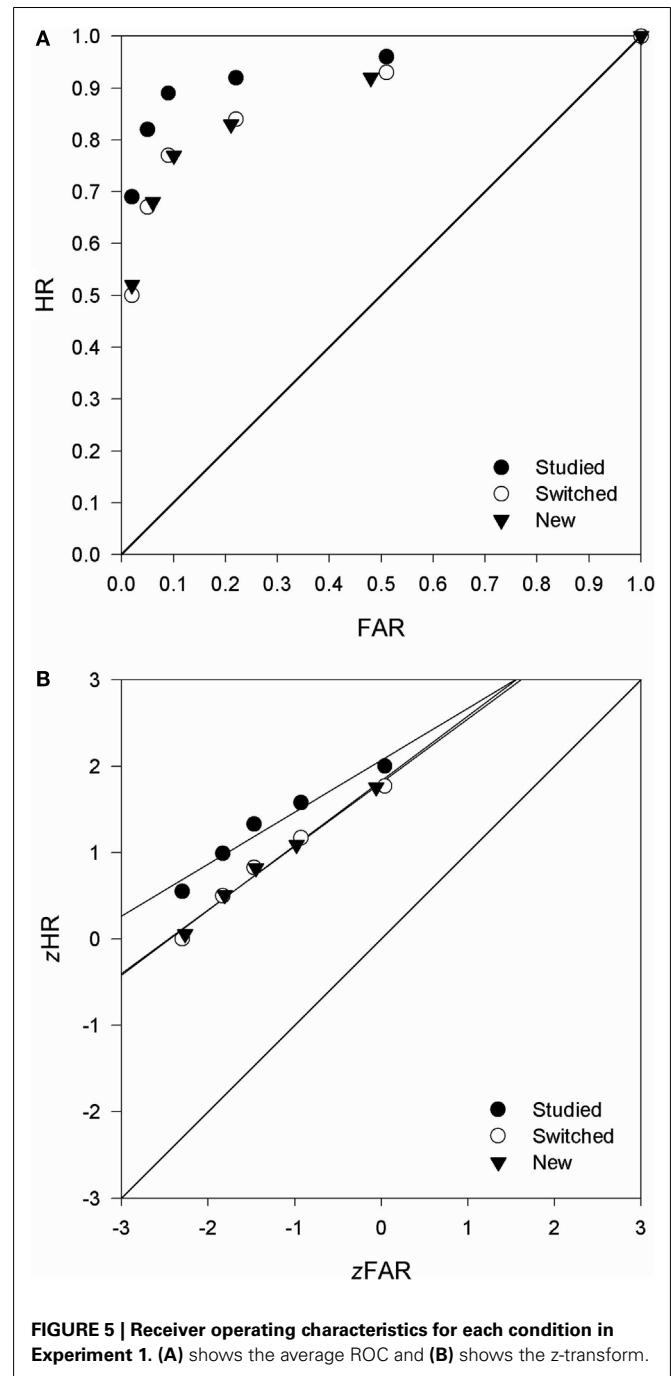 A
1.0
0.9
0.8
0.7
0.6
0.5
0.4
0.3
0.2
0.1
0.0
HR
Studied
Switched
New
0.0 0.1 0.2 0.3 0.4 0.5 0.6 0.7 0.8 0.9 1.0
FAR
B
3
2
1
0
-1
-2
-3
zHR
Studied
Switched
New
-3 -2 -1 0 1 2 3
zFAR
FIGURE 5 | Receiver operating characteristics for each condition in
Experiment 1. (A) shows the average ROC and (B) shows the z-transform.